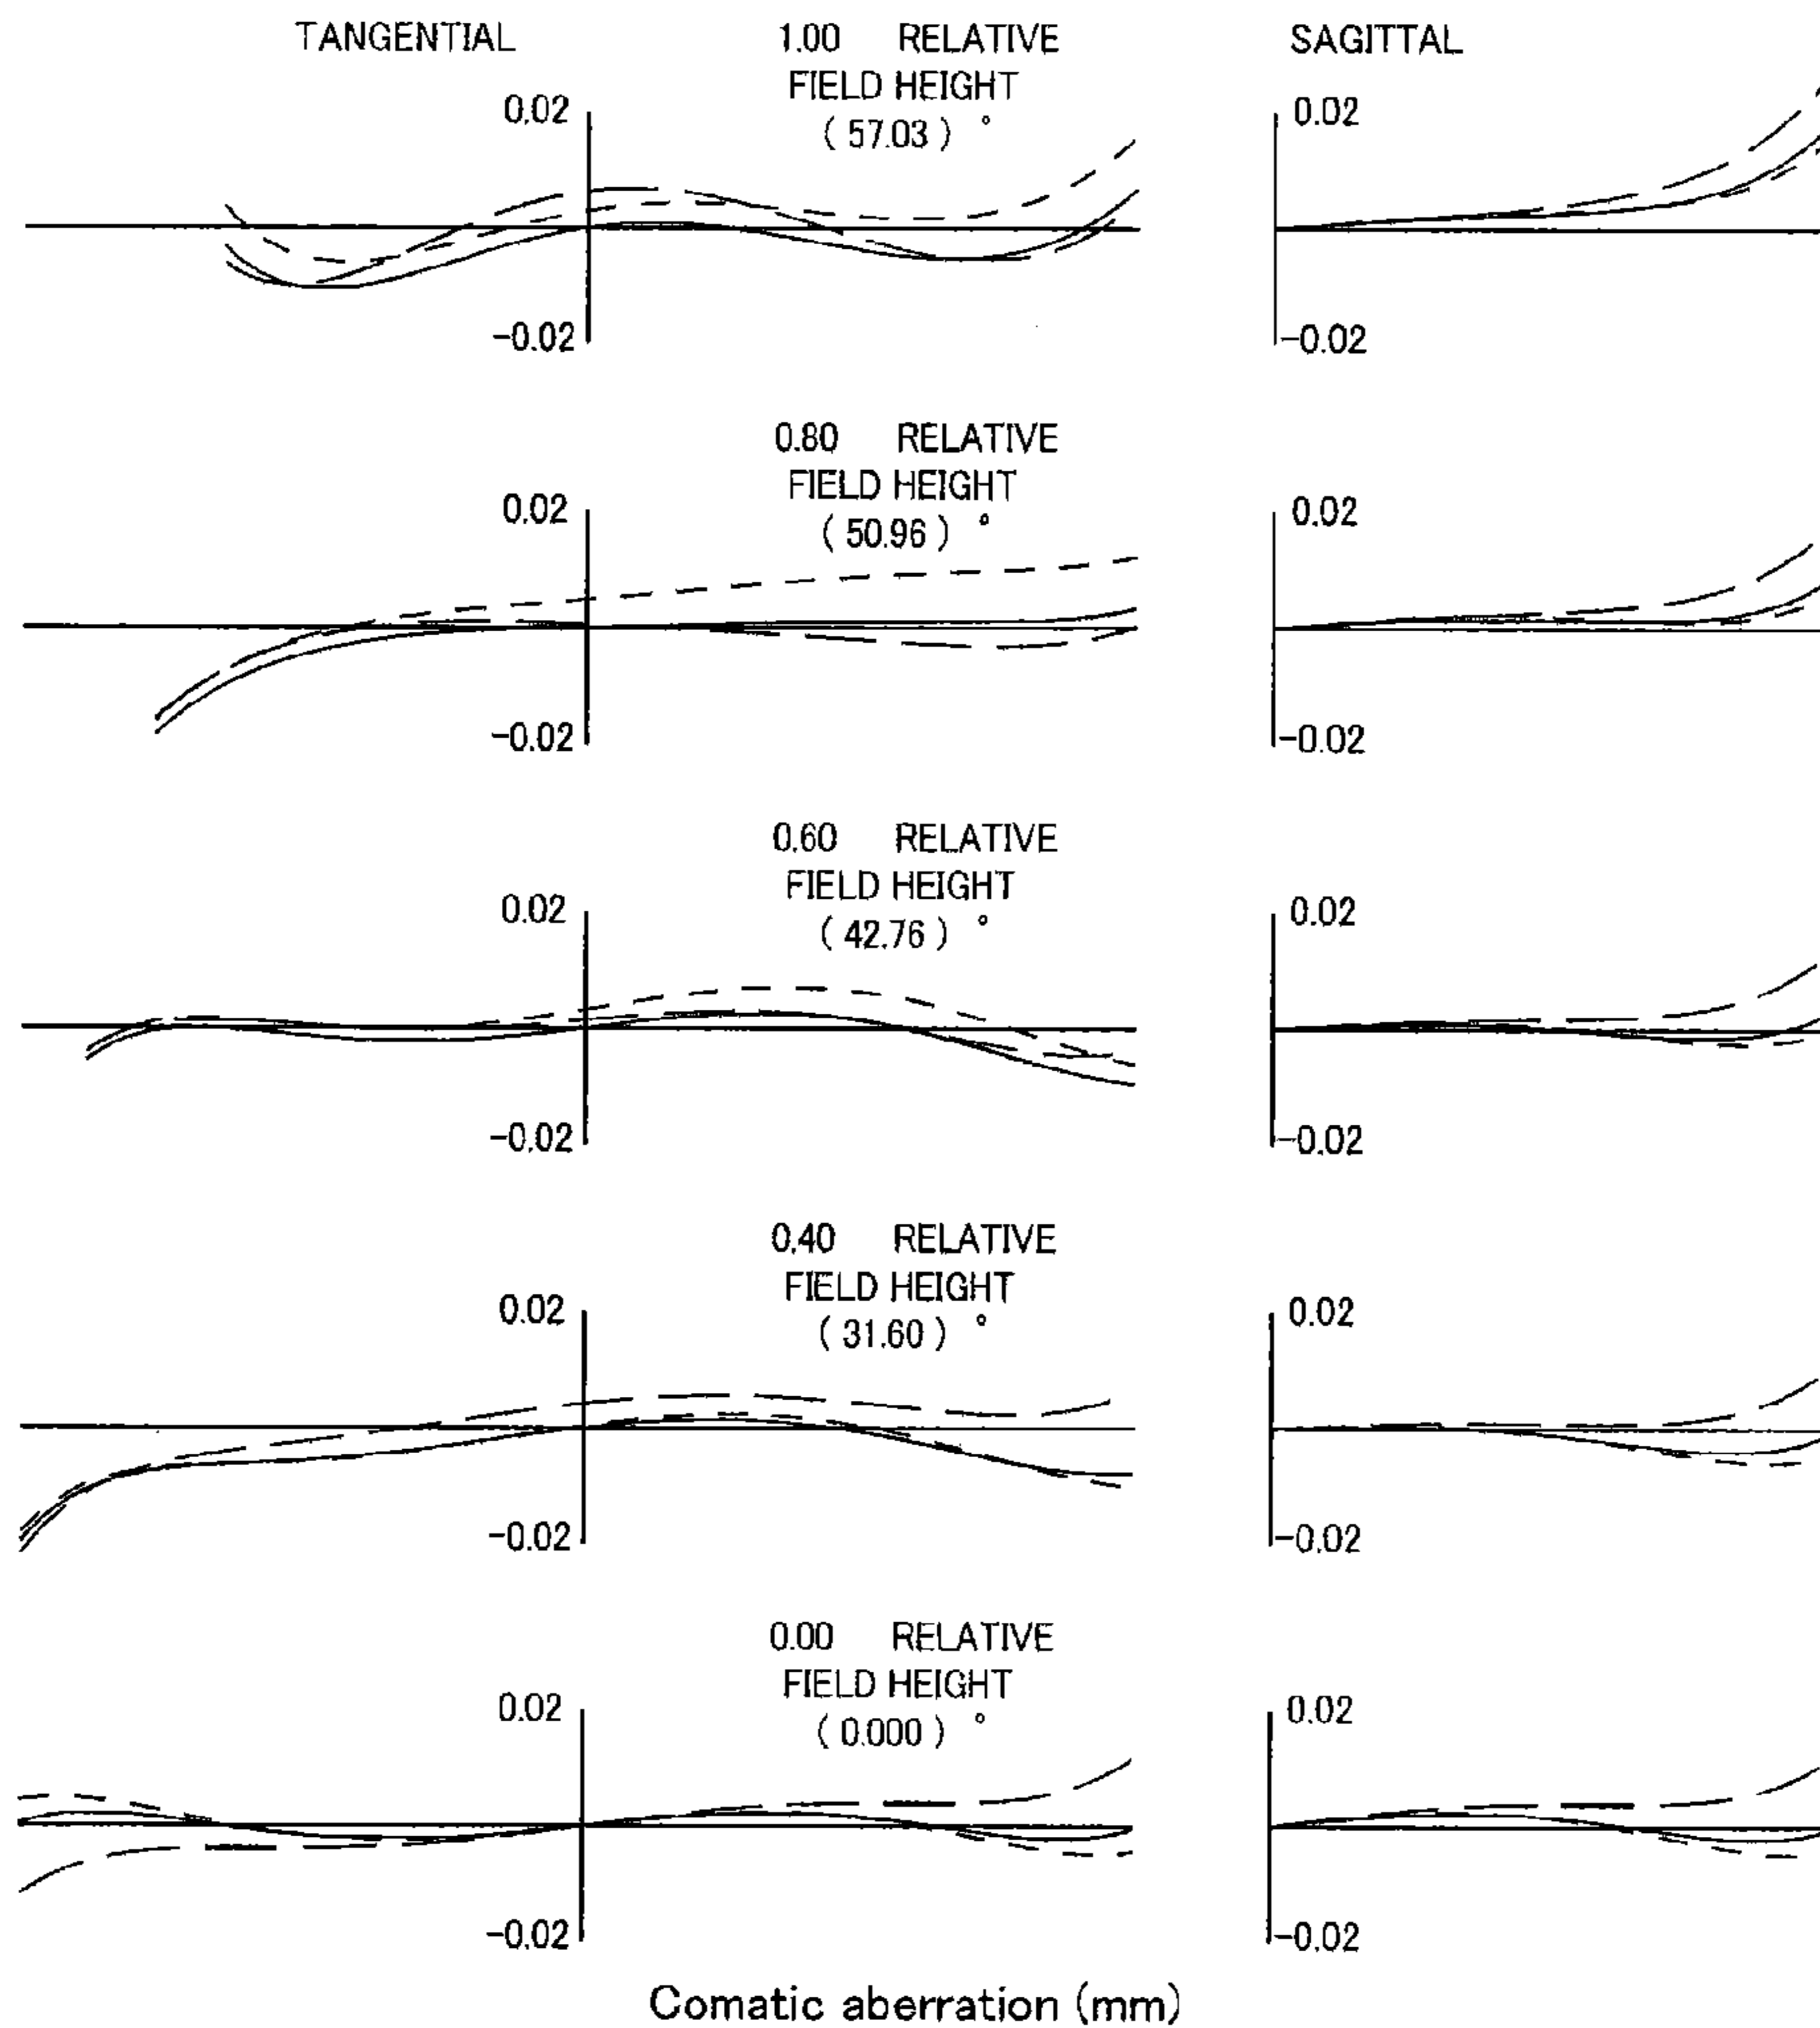 TANGENTIAL
1.00 RELATIVE
FIELD HEIGHT
( 57.03 ) °
SAGITTAL
0.02
-0.02
0.02
-0.02
0.80 RELATIVE
FIELD HEIGHT
( 50.96 ) °
0.02
-0.02
0.02
-0.02
0.60 RELATIVE
FIELD HEIGHT
( 42.76 ) °
0.02
-0.02
0.02
-0.02
0.40 RELATIVE
FIELD HEIGHT
( 31.60 ) °
0.02
-0.02
0.02
-0.02
0.00 RELATIVE
FIELD HEIGHT
( 0.000 ) °
0.02
-0.02
0.02
-0.02
Comatic aberration (mm)